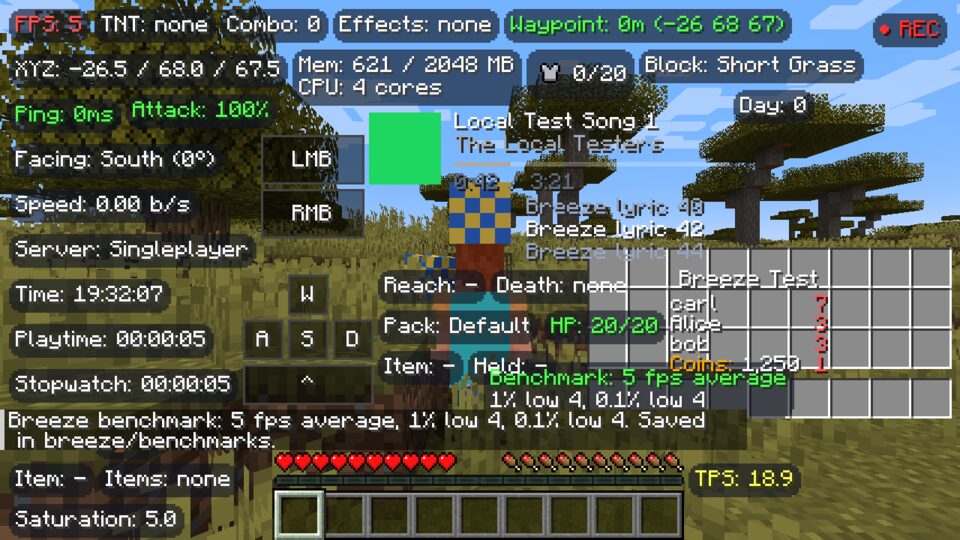 FPS: 5 TNT: none Combo: 0 Effects: none Waypoint: 0m (-26 68 67) REC
XYZ: -26.5 / 68.0 / 67.5
Mem: 621 / 2048 MB
CPU: 4 cores
0/20
Block: Short Grass
Day: 0
Ping: 0ms Attack: 100%
Local Test Song 1
The Local Testers
Facing: South (0°)
LMB
0:42 3:21
Speed: 0.00 b/s
RMB
Breeze lyric 40
Breeze lyric 42
Breeze lyric 44
Server: Singleplayer
Reach: - Death: none
Breeze Test
Time: 19:32:07
W
carl 7
Alice 3
bob 3
Coins: 1,250 1
Pack: Default HP: 20/20
Playtime: 00:00:05
A S D
Item: - Held: -
Stopwatch: 00:00:05
^
Benchmark: 5 fps average
1% low 4, 0.1% low 4
Breeze benchmark: 5 fps average, 1% low 4, 0.1% low 4. Saved
in breeze/benchmarks.
Item: - Items: none
TPS: 18.9
Saturation: 5.0